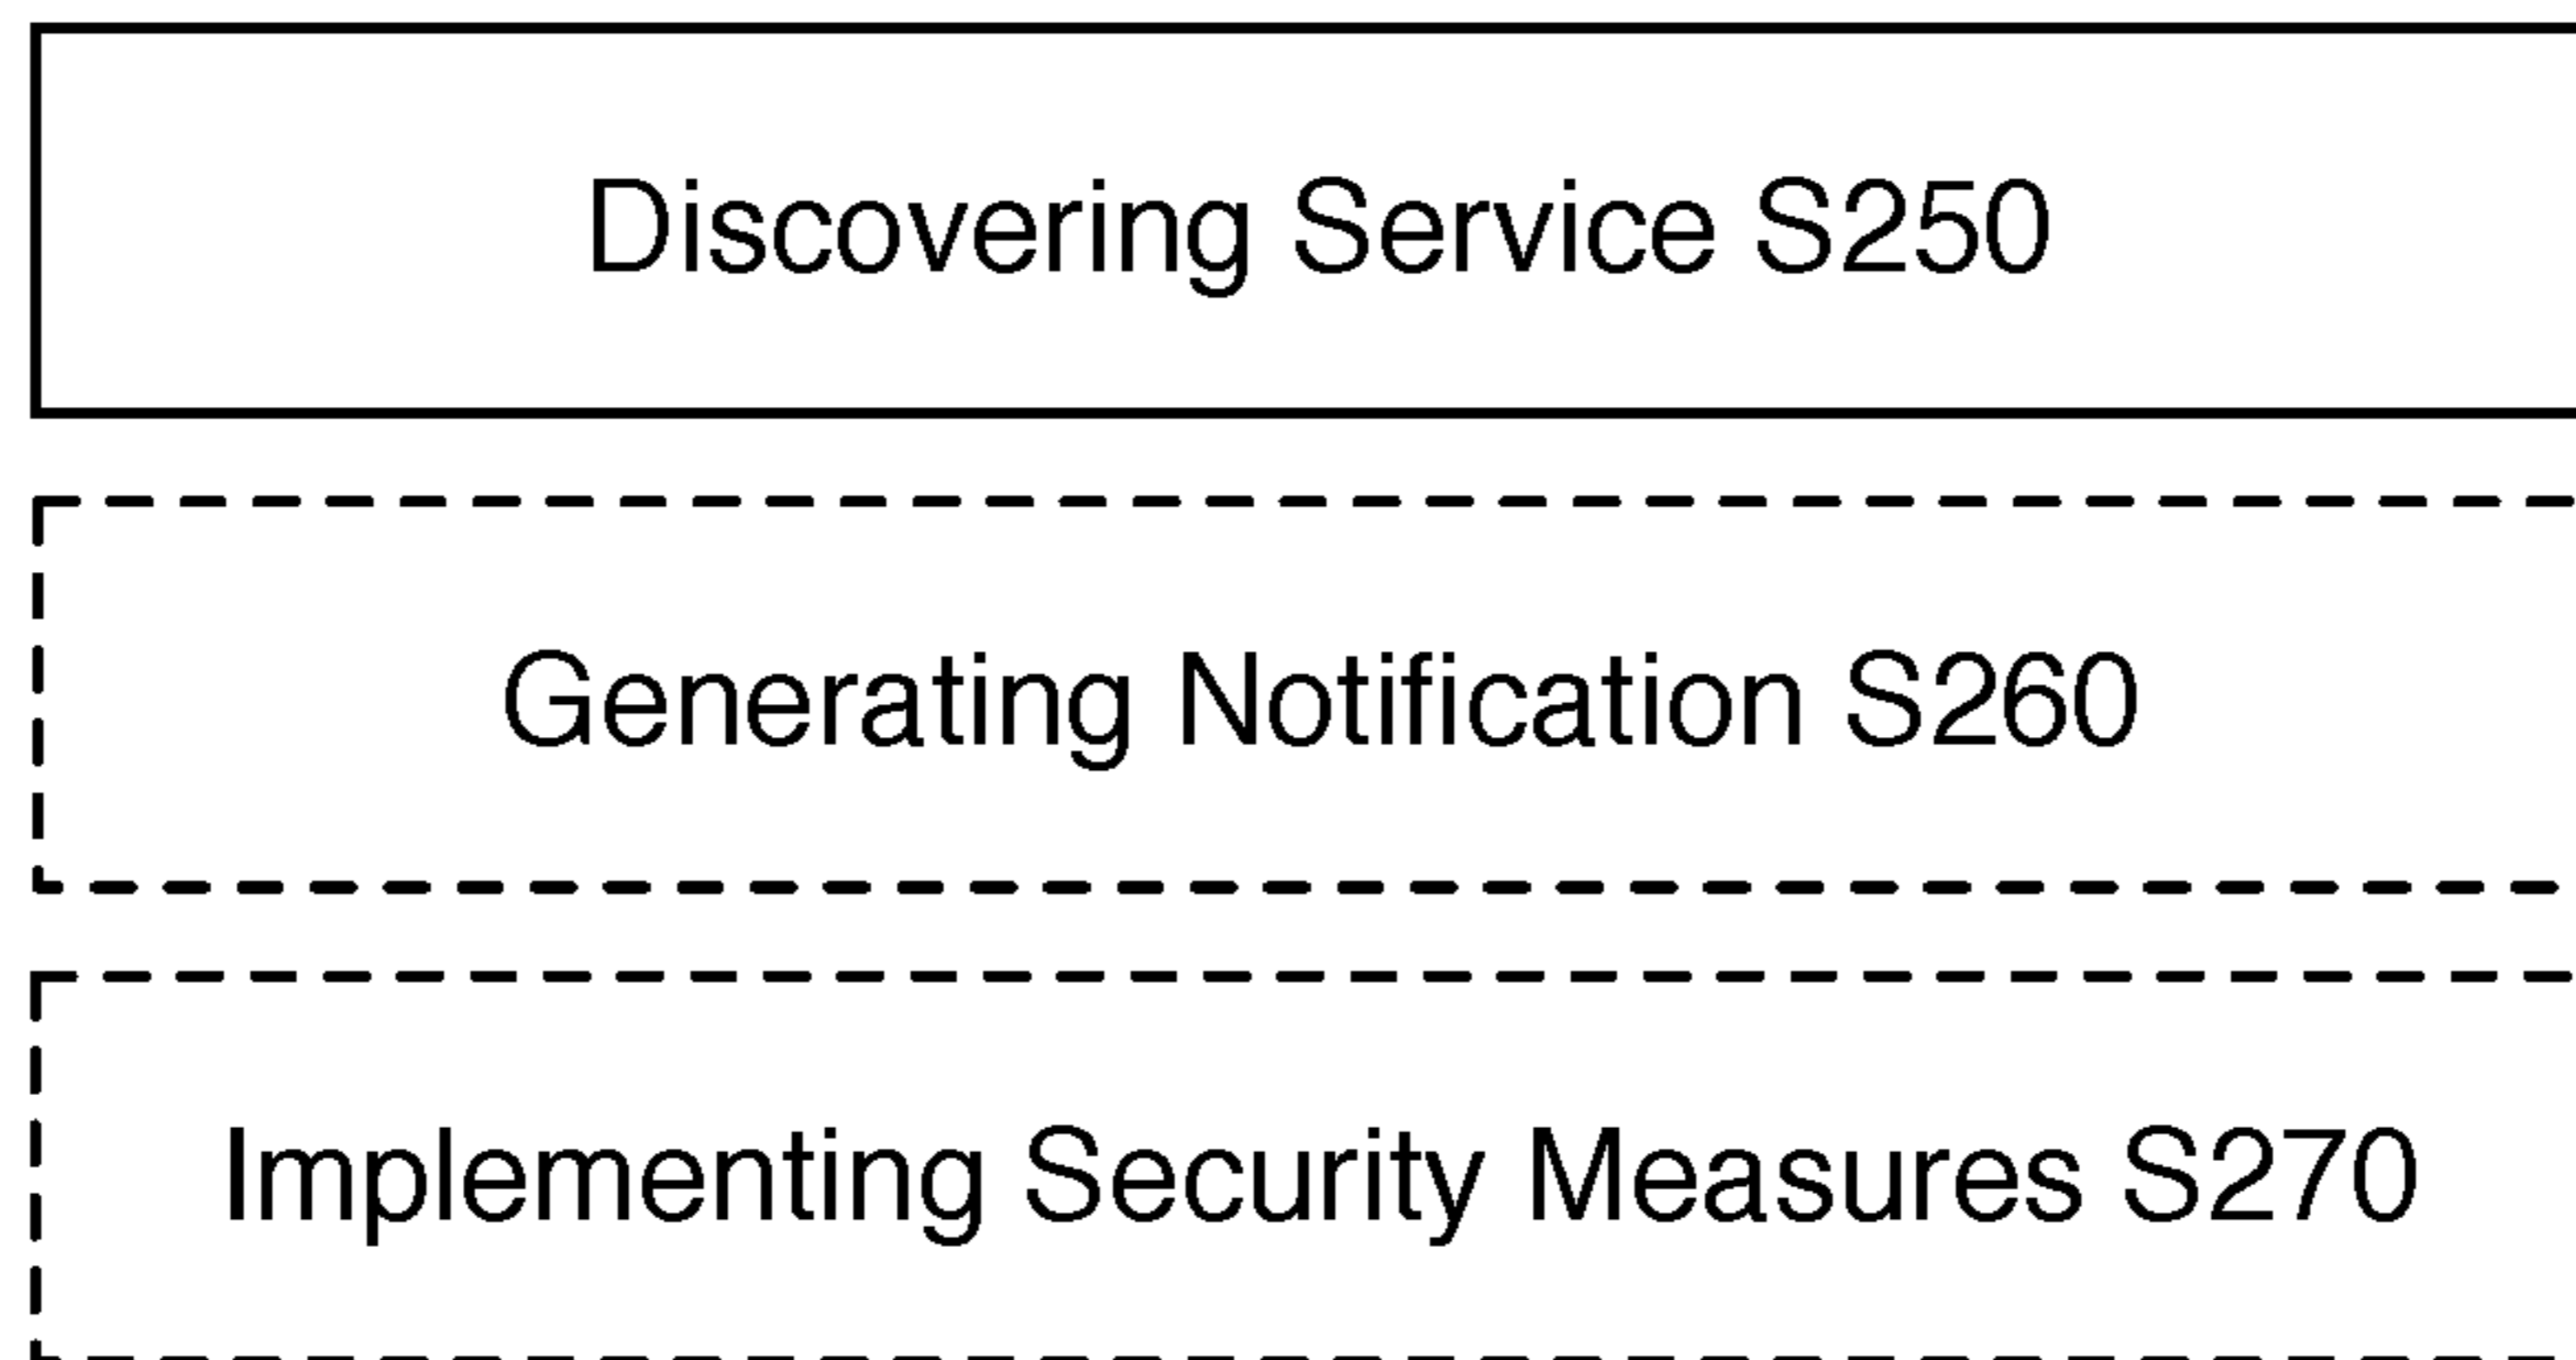 Discovering Service S250
Generating Notification S260
Implementing Security Measures S270